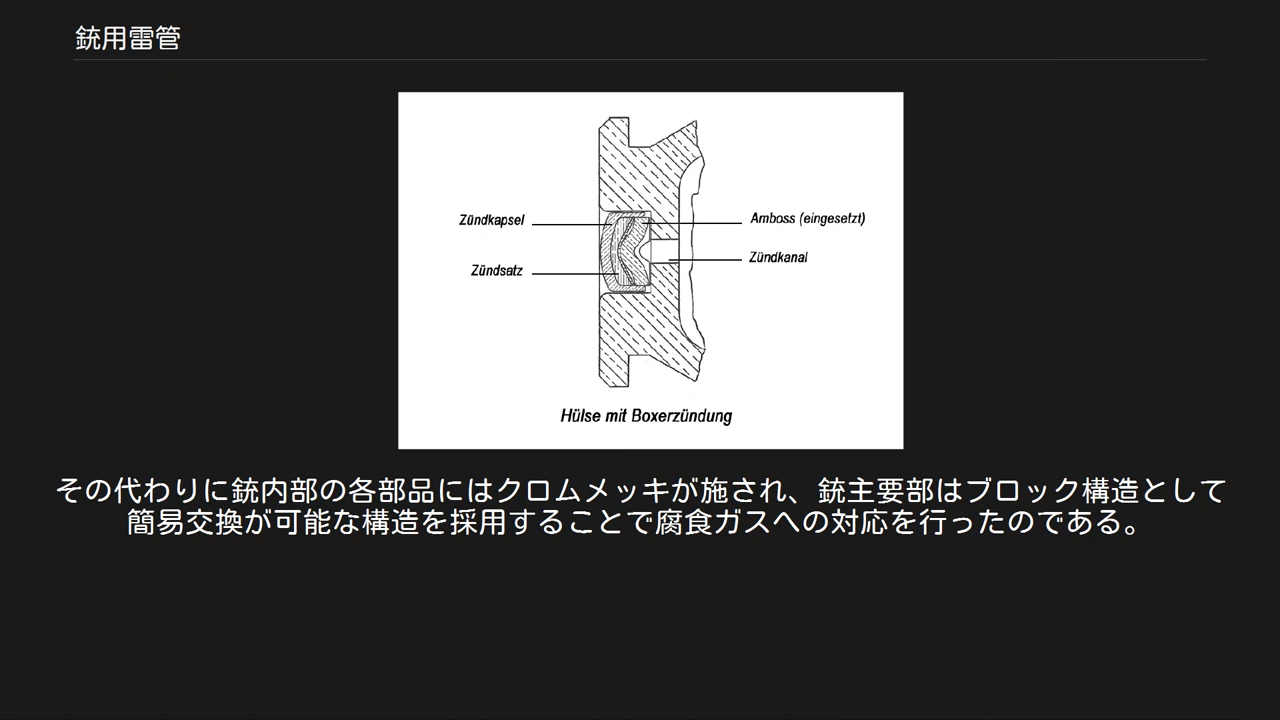 銃用雷管
Zündkapsel
Amboss (eingesetzt)
Zündsatz
Zündkanal
Hülse mit Boxerzündung
その代わりに銃内部の各部品にはクロムメッキが施され、銃主要部はブロック構造として
簡易交換が可能な構造を採用することで腐食ガスへの対応を行ったのである。